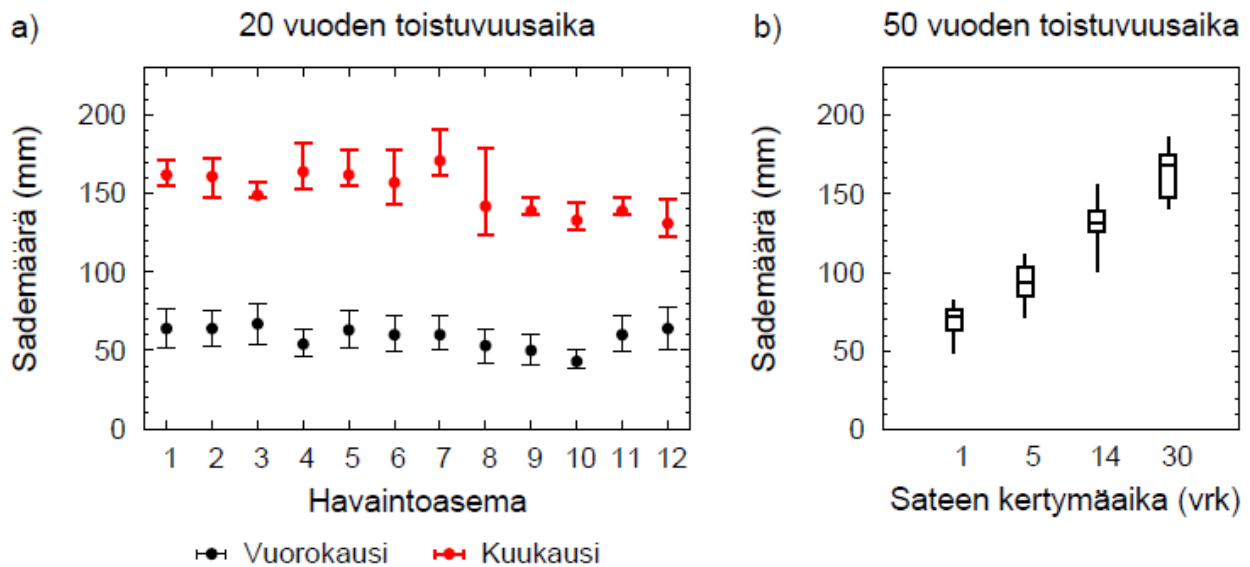 a) 20 vuoden toistuvuusaika
Sademäärä (mm)
200
150
100
50
0
1 2 3 4 5 6 7 8 9 10 11 12
Havaintoasema
Vuorokausi Kuukausi
b) 50 vuoden toistuvuusaika
Sademäärä (mm)
200
150
100
50
0
1 5 14 30
Sateen kertymäaika (vrk)